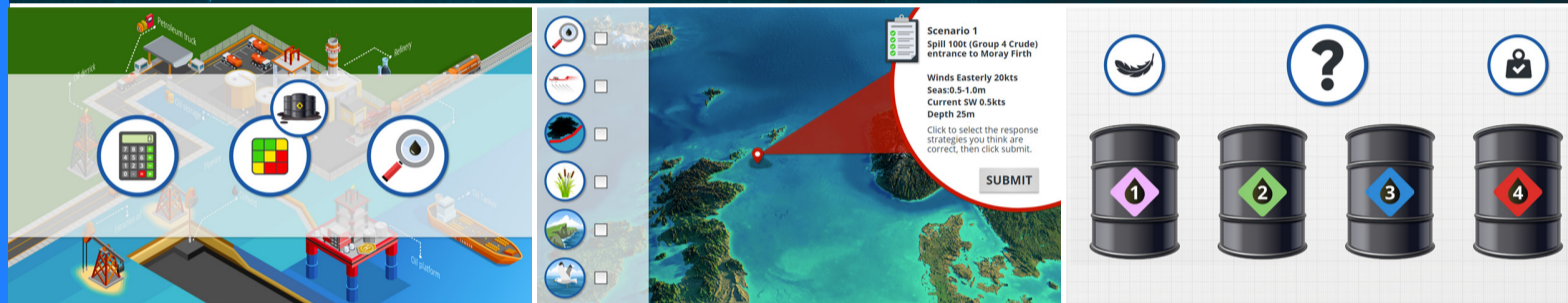 Petroleum truck
Refinery
Oil platform
Scenario 1
Spill 100t (Group 4 Crude)
entrance to Moray Firth
Winds Easterly 20kts
Seas:0.5-1.0m
Current SW 0.5kts
Depth 25m
Click to select the response
strategies you think are
correct, then click submit.
SUBMIT
?
1
2
3
4